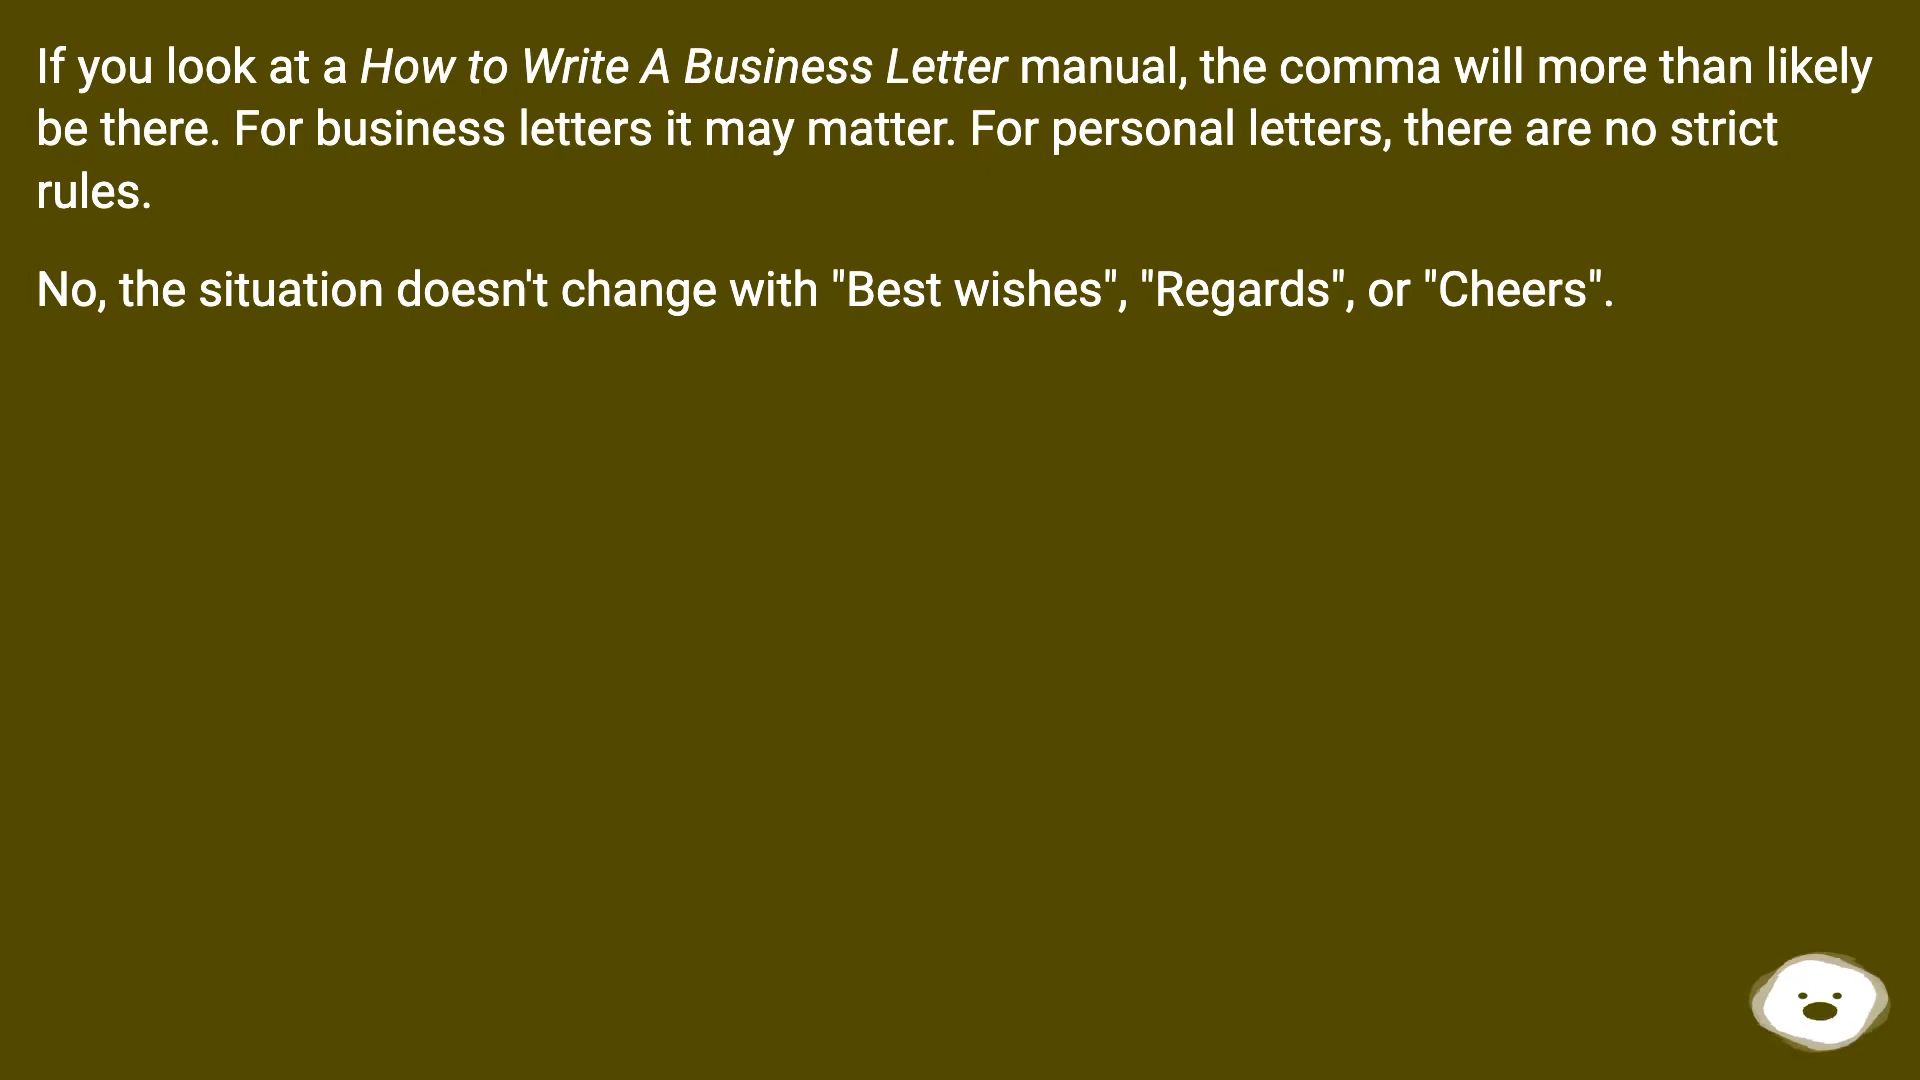 If you look at a How to Write A Business Letter manual, the comma will more than likely
be there. For business letters it may matter. For personal letters, there are no strict
rules.
No, the situation doesn't change with "Best wishes", "Regards", or "Cheers".